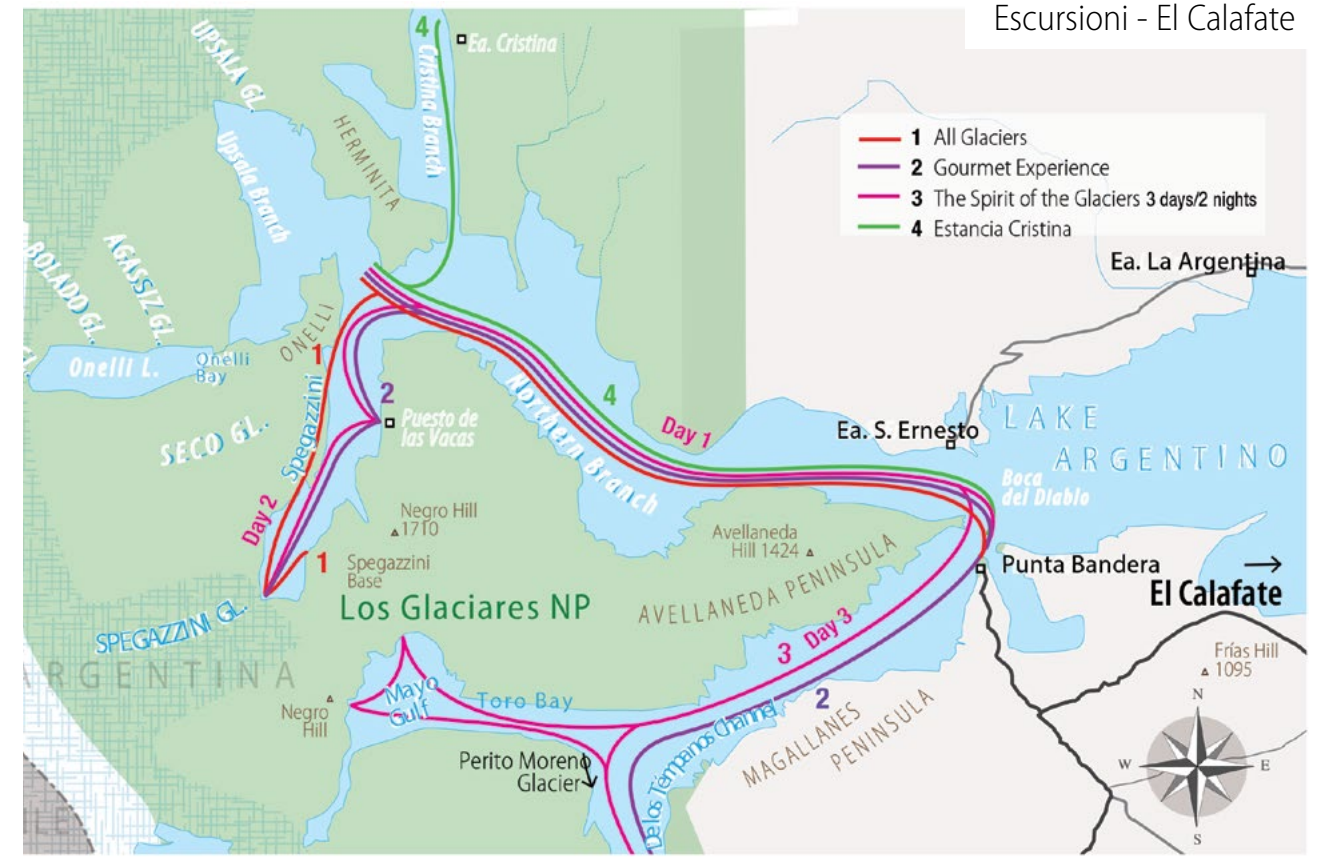 Escursioni - El Calafate
1 All Glaciers
2 Gourmet Experience
3 The Spirit of the Glaciers 3 days/2 nights
4 Estancia Cristina
4
Ea. Cristina
UPSALA GL.
Cristina Branch
HERMINITA
Upsala Branch
Ea. La Argentina
BOLADO GL.
AGASSIZ GL.
ONELLI
1
Onelli L.
Onelli
Bay
Spegazzini
2
Puesto de
las Vacas
Northern Branch
4
Day 1
Ea. S. Ernesto
LAKE
ARGENTINO
Boca
del Diablo
SECO GL.
Day 2
Negro Hill
1710
Avellaneda
Hill 1424
1
Spegazzini
Base
Punta Bandera
El Calafate
AVELLANEDA PENINSULA
Los Glaciares NP
SPEGAZZINI GL.
ARGENTINA
3 Day 3
2
Frías Hill
1095
Negro
Hill
Mayo
Gulf
Toro Bay
MAGALLANES
PENINSULA
Perito Moreno
Glacier
De los Témpanos Channel
N
W
E
S